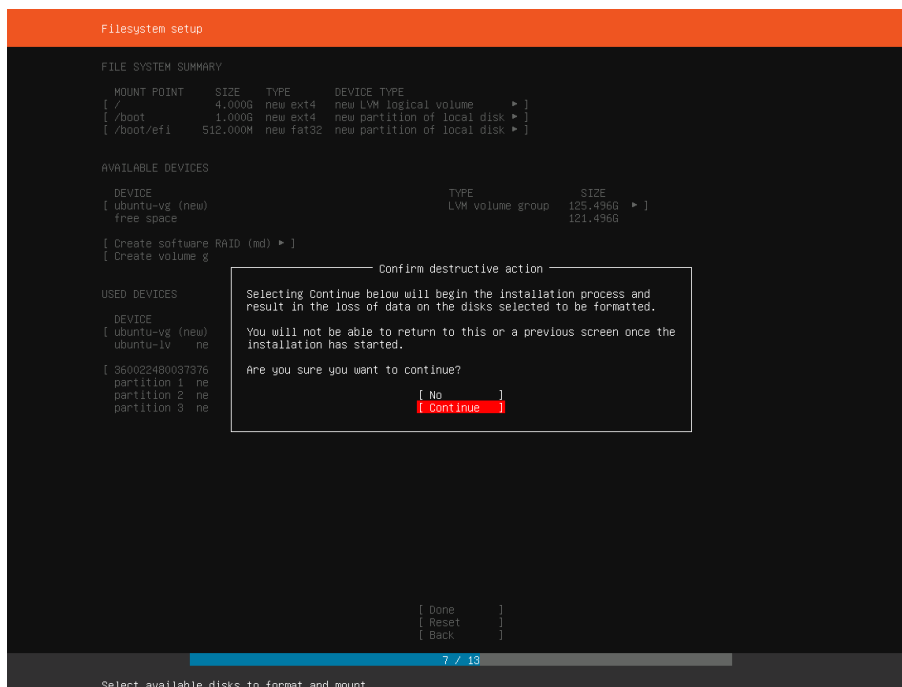 Filesystem setup
FILE SYSTEM SUMMARY
MOUNT POINT SIZE TYPE DEVICE TYPE
[ / 4.000G new ext4 new LVM logical volume ▸ ]
[ /boot 1.000G new ext4 new partition of local disk ▸ ]
[ /boot/efi 512.000M new fat32 new partition of local disk ▸ ]
AVAILABLE DEVICES
DEVICE TYPE SIZE
[ ubuntu-vg (new) LVM volume group 125.496G ▸ ]
free space 121.496G
[ Create software RAID (md) ▸ ]
[ Create volume g
Confirm destructive action
USED DEVICES
Selecting Continue below will begin the installation process and
result in the loss of data on the disks selected to be formatted.
DEVICE
[ ubuntu-vg (new)
ubuntu-lv ne
You will not be able to return to this or a previous screen once the
installation has started.
[ 360022480037376
partition 1 ne
partition 2 ne
partition 3 ne
Are you sure you want to continue?
[ No ]
[ Continue ]
[ Done ]
[ Reset ]
[ Back ]
7 / 13
Select available disks to format and mount